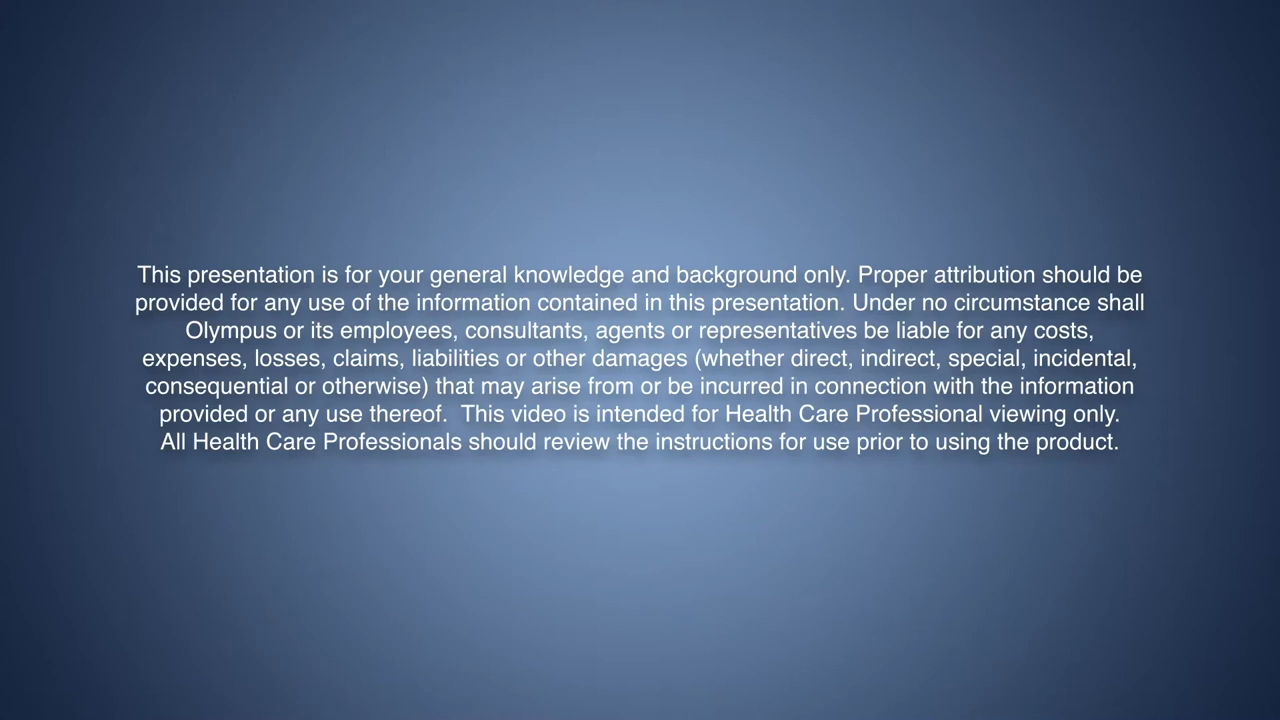 This presentation is for your general knowledge and background only. Proper attribution should be
provided for any use of the information contained in this presentation. Under no circumstance shall
Olympus or its employees, consultants, agents or representatives be liable for any costs,
expenses, losses, claims, liabilities or other damages (whether direct, indirect, special, incidental,
consequential or otherwise) that may arise from or be incurred in connection with the information
provided or any use thereof.  This video is intended for Health Care Professional viewing only.
All Health Care Professionals should review the instructions for use prior to using the product.